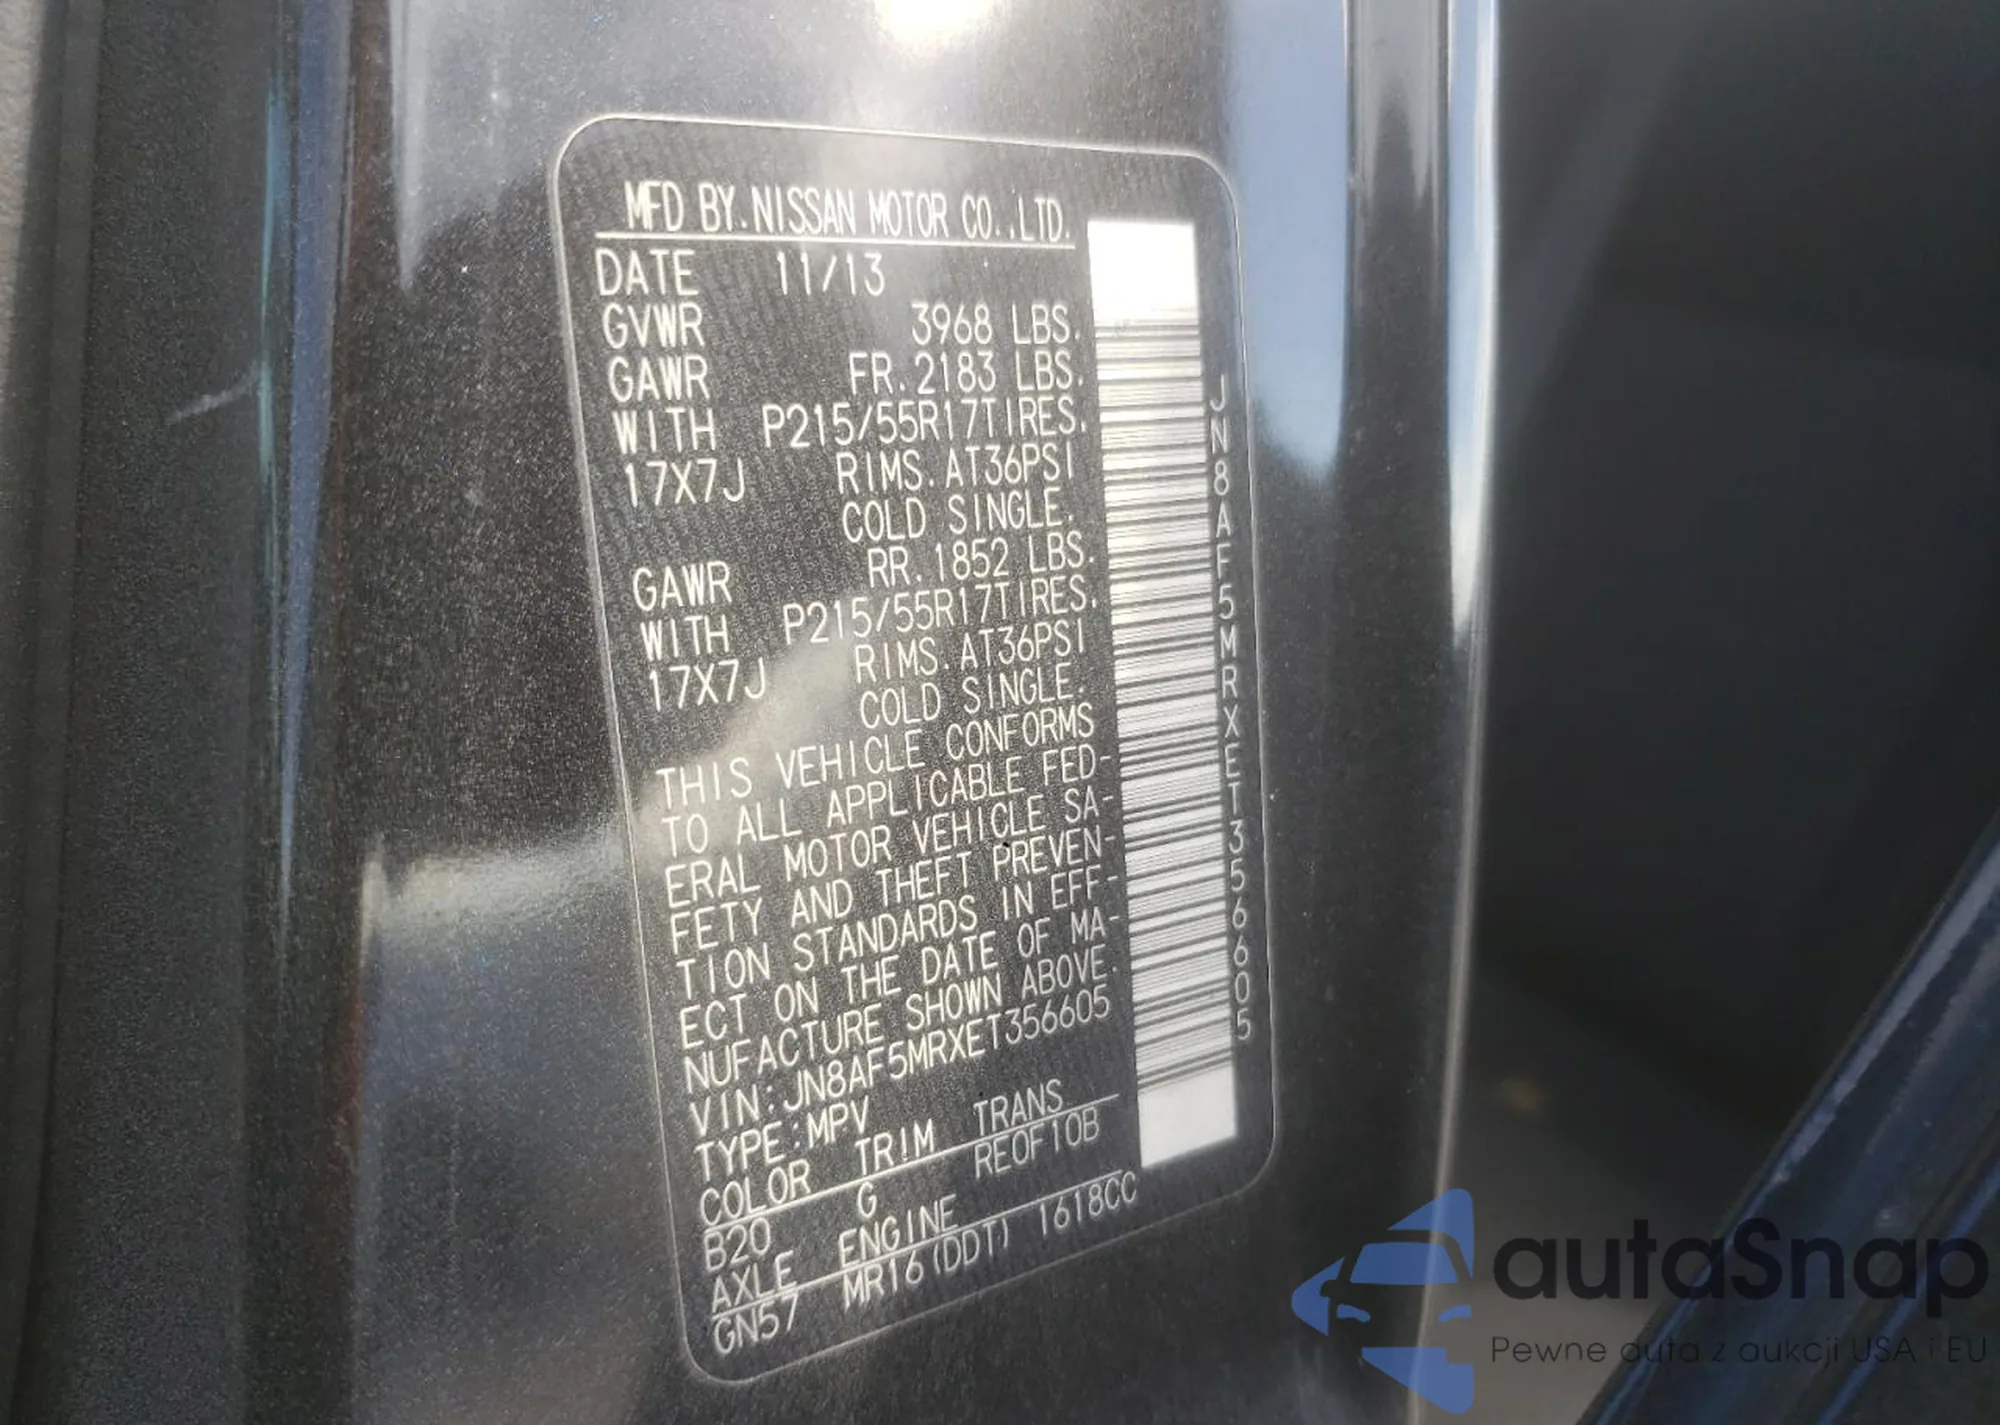 MFD BY.NISSAN MOTOR CO.,LTD.
DATE 11/13
GVWR 3968 LBS.
GAWR FR.2183 LBS.
WITH P215/55R17TIRES.
17X7J RIMS.AT36PSI
COLD SINGLE.
GAWR RR.1852 LBS.
WITH P215/55R17TIRES.
17X7J RIMS.AT36PSI
COLD SINGLE.
THIS VEHICLE CONFORMS
TO ALL APPLICABLE FED-
ERAL MOTOR VEHICLE SA-
FETY AND THEFT PREVEN-
TION STANDARDS IN EFF-
ECT ON THE DATE OF MA-
NUFACTURE SHOWN ABOVE.
VIN:JN8AF5MRXET356605
TYPE:MPV
COLOR TRIM TRANS
B20 G REOF10B
AXLE ENGINE
GN57 MR16(DDT) 1618CC
JN8AF5MRXET356605
autaSnap
Pewne auta z aukcji USA i EU